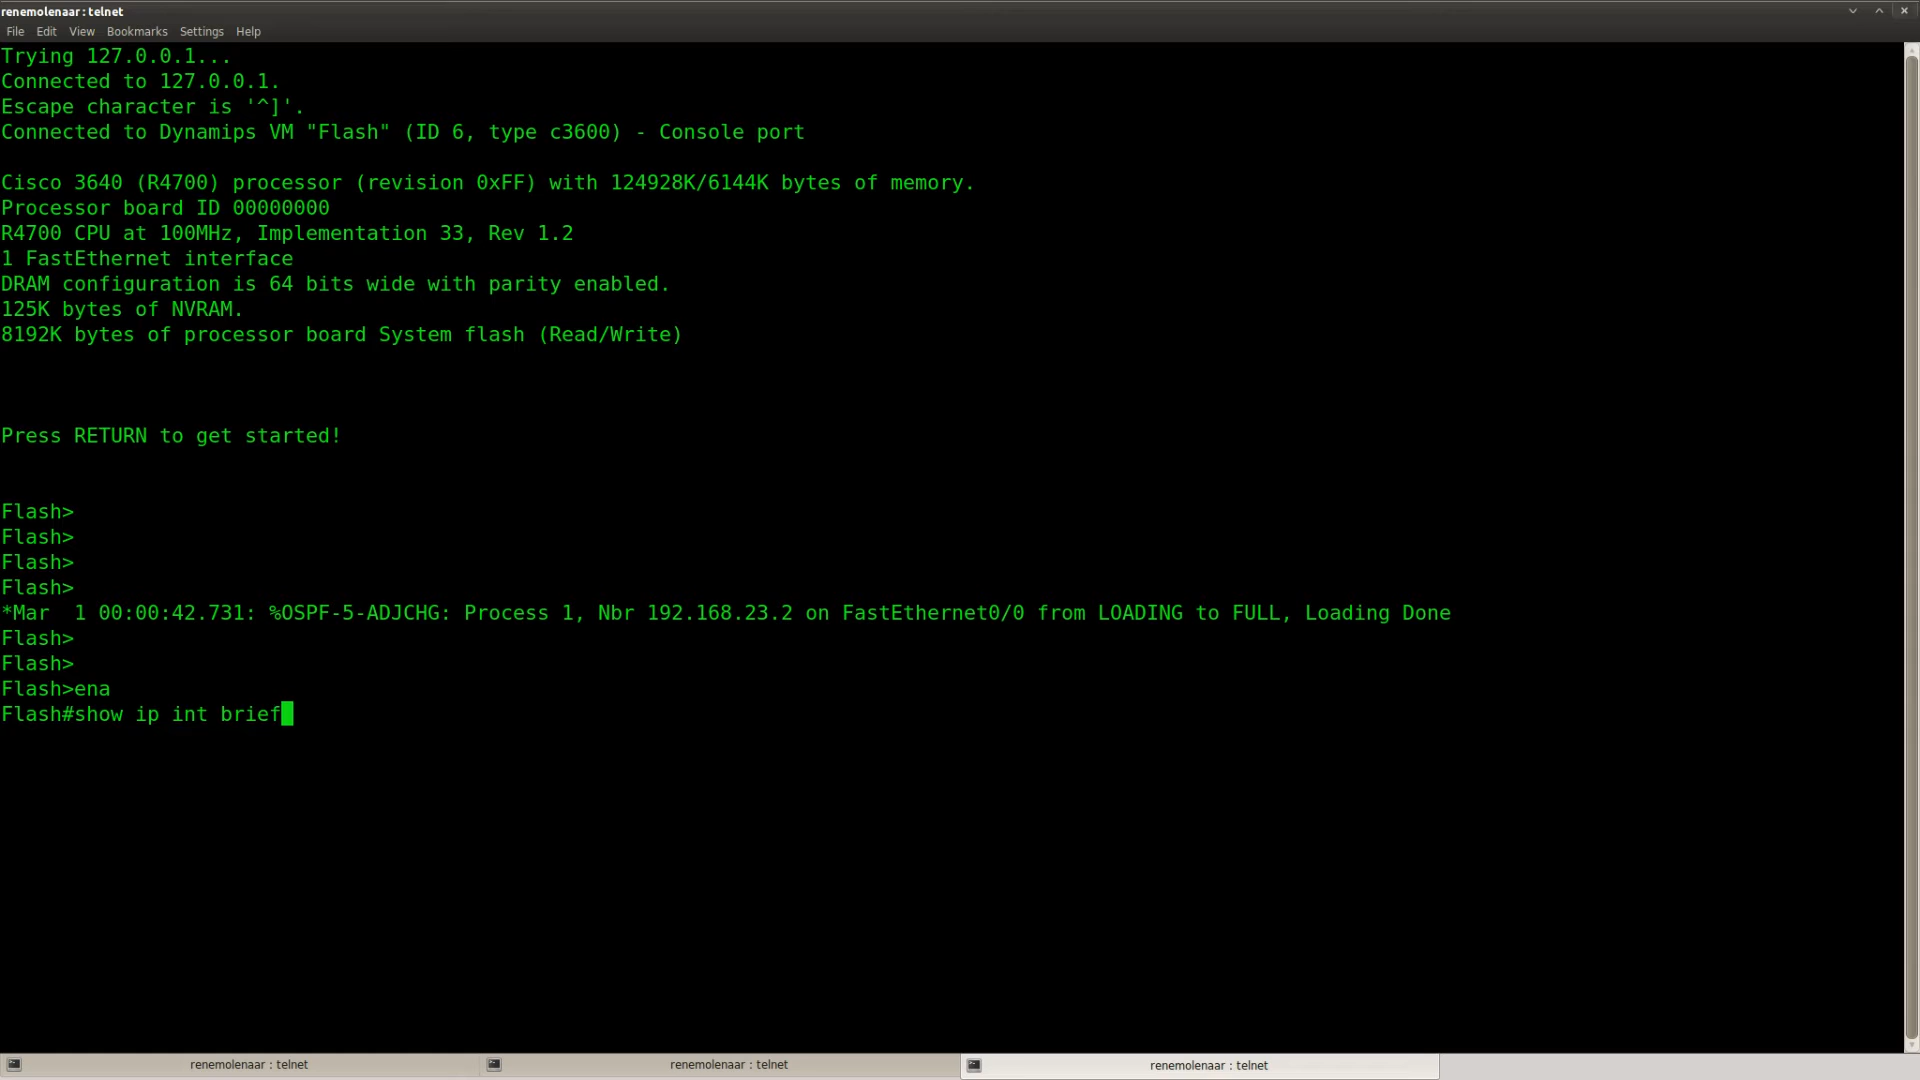 renemolenaar : telnet
File Edit View Bookmarks Settings Help
Trying 127.0.0.1...
Connected to 127.0.0.1.
Escape character is '^]'.
Connected to Dynamips VM "Flash" (ID 6, type c3600) - Console port
Cisco 3640 (R4700) processor (revision 0xFF) with 124928K/6144K bytes of memory.
Processor board ID 00000000
R4700 CPU at 100MHz, Implementation 33, Rev 1.2
1 FastEthernet interface
DRAM configuration is 64 bits wide with parity enabled.
125K bytes of NVRAM.
8192K bytes of processor board System flash (Read/Write)
Press RETURN to get started!
Flash>
Flash>
Flash>
Flash>
*Mar  1 00:00:42.731: %OSPF-5-ADJCHG: Process 1, Nbr 192.168.23.2 on FastEthernet0/0 from LOADING to FULL, Loading Done
Flash>
Flash>
Flash>ena
Flash#show ip int brief
renemolenaar : telnet renemolenaar : telnet renemolenaar : telnet